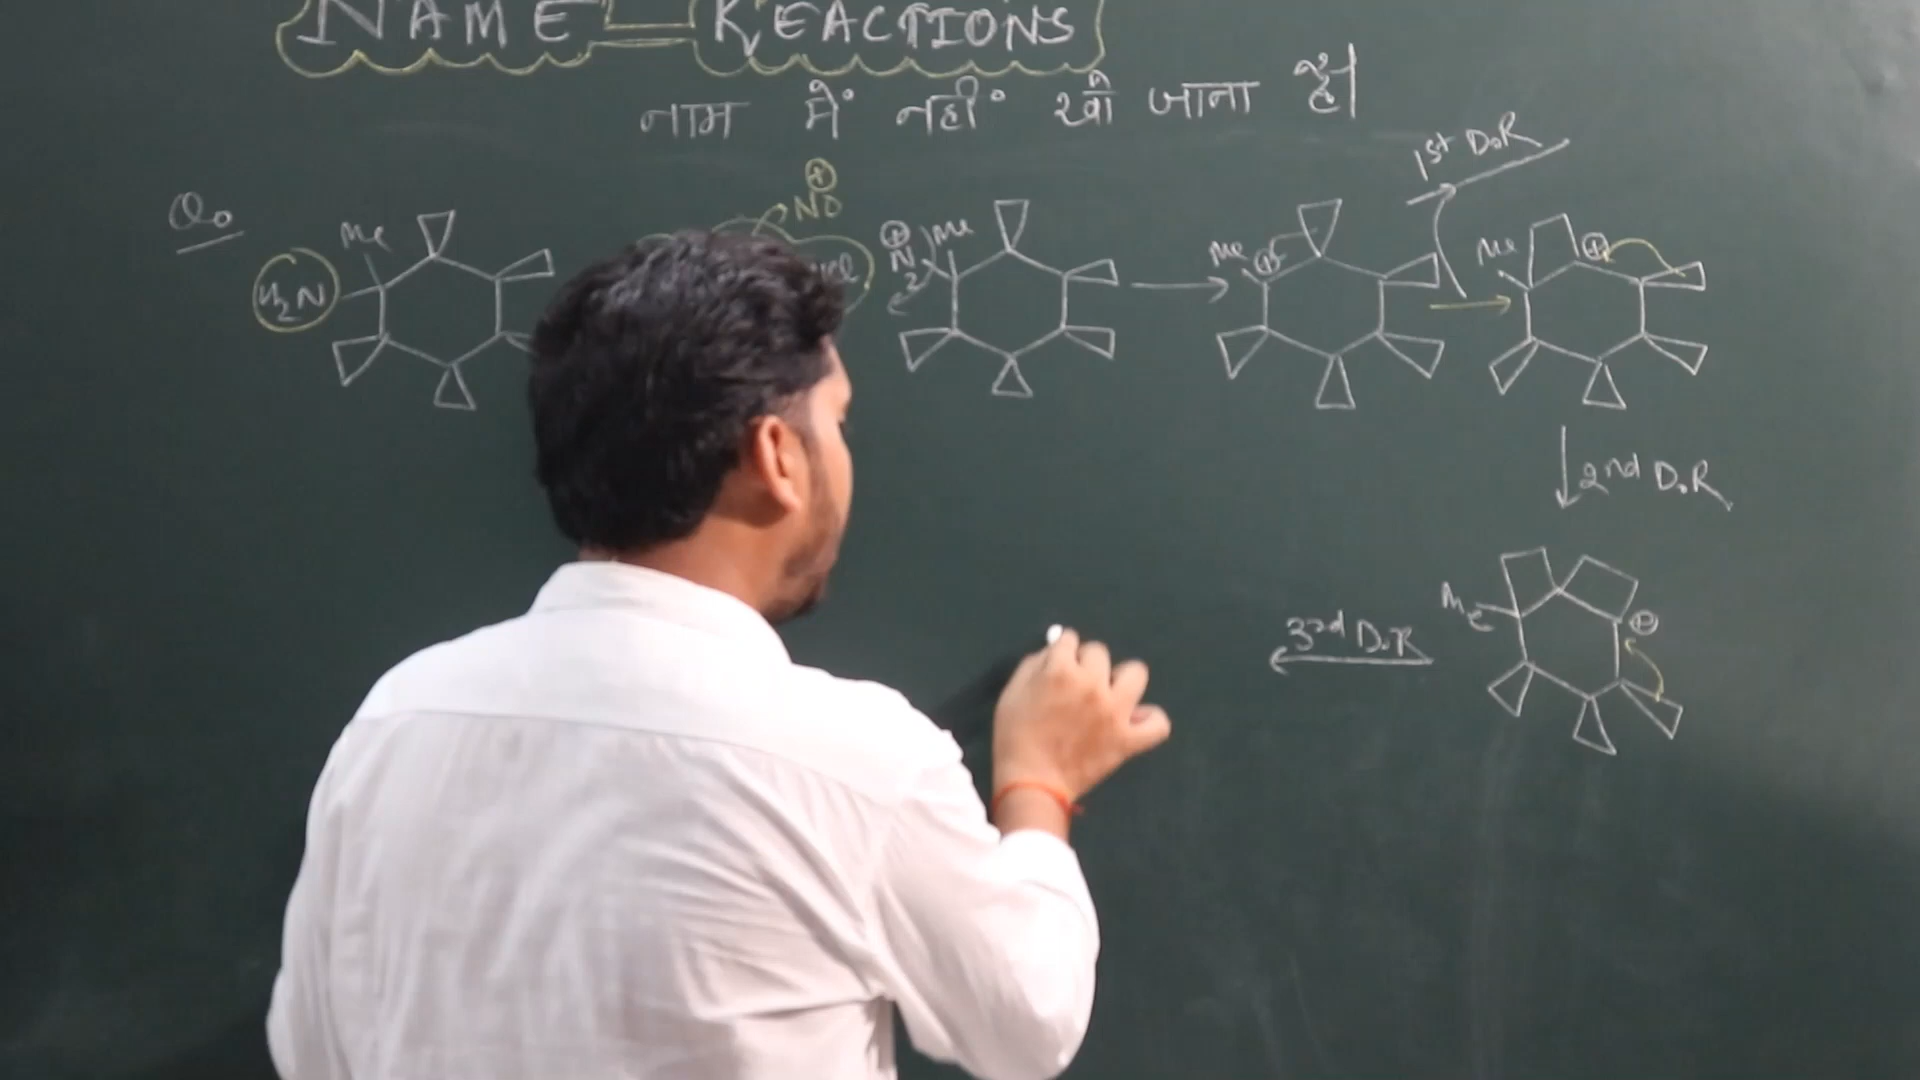 NAME = REACTIONS
नाम में नहीं खो जाना है।
1st D.R
Q.
Me
H₂N
⊕
NO
⊕
N₂
Me
Me ⊕
Me ⊕
2nd D.R
Me ⊕
3rd D.R